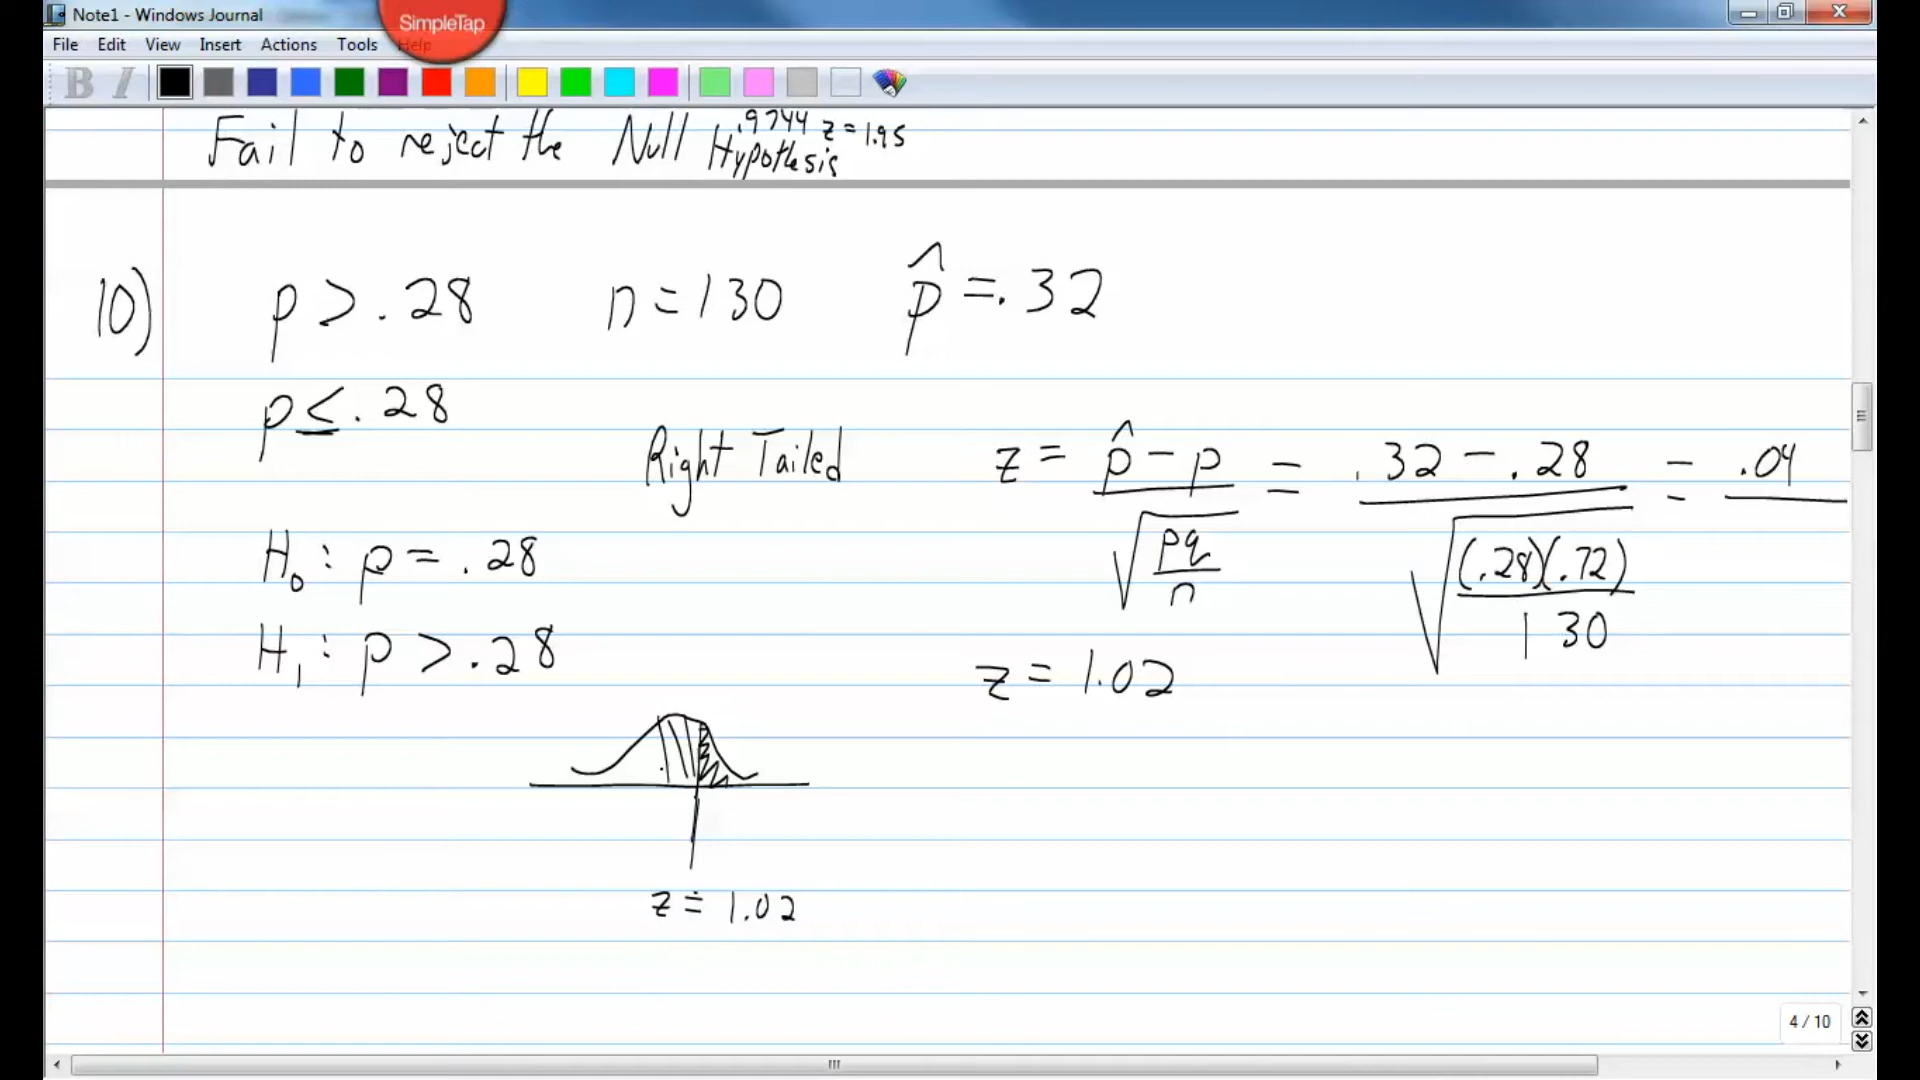 Note1 - Windows Journal
SimpleTap
File Edit View Insert Actions Tools Help
B I
Fail to reject the Null Hypothesis .9744 z = 1.95
10) p > .28 n = 130 p̂ = .32
p ≤ .28
Right Tailed
z = p̂ - p / √(pq/n) = .32 - .28 / √((.28)(.72)/130) = .04
H₀ : p = .28
H₁ : p > .28
z = 1.02
z = 1.02
4 / 10